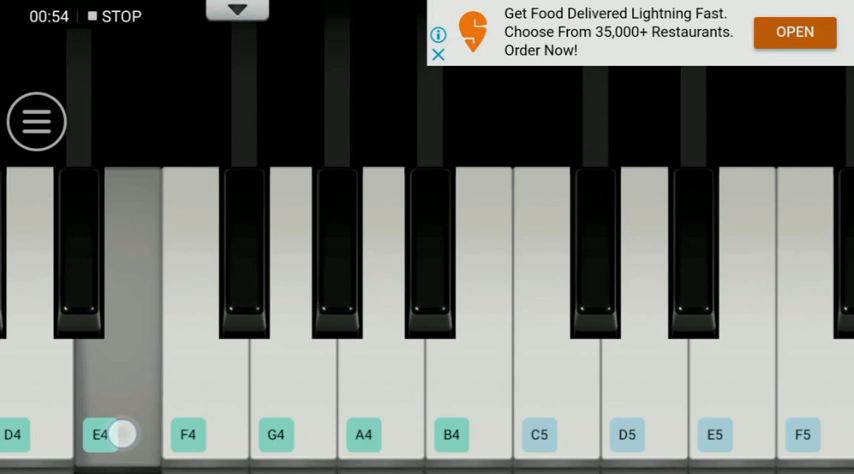 00:54 STOP
Get Food Delivered Lightning Fast.
Choose From 35,000+ Restaurants.
Order Now!
OPEN
D4 E4 F4 G4 A4 B4 C5 D5 E5 F5